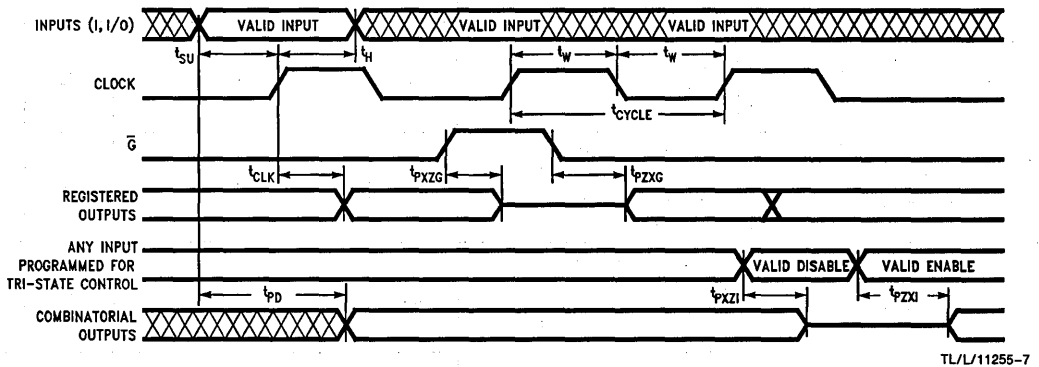 INPUTS (I, I/O) VALID INPUT VALID INPUT VALID INPUT
tSU tH tW tW
CLOCK
tCYCLE
G̅
tCLK tPXZG tPZXG
REGISTERED
OUTPUTS
ANY INPUT
PROGRAMMED FOR VALID DISABLE VALID ENABLE
TRI-STATE CONTROL
tPD tPXZI tPZXI
COMBINATORIAL
OUTPUTS
TL/L/11255-7